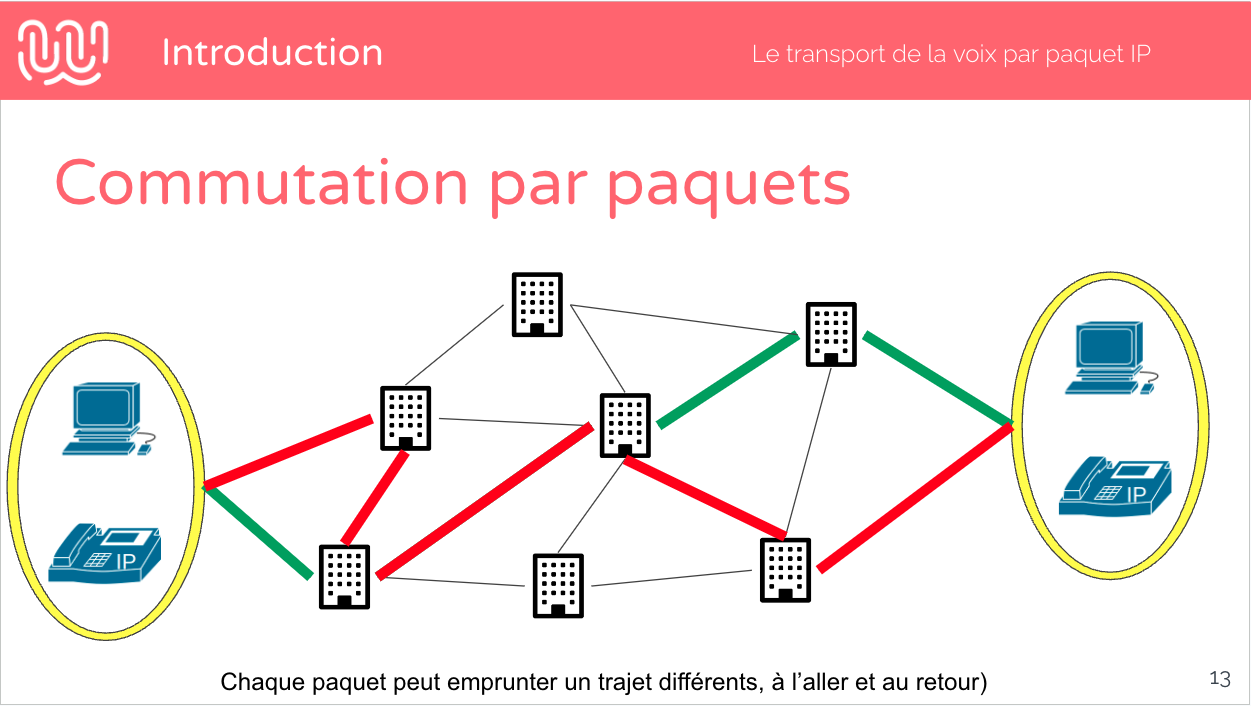 Introduction
Le transport de la voix par paquet IP
Commutation par paquets
IP
IP
Chaque paquet peut emprunter un trajet différents, à l'aller et au retour)
13